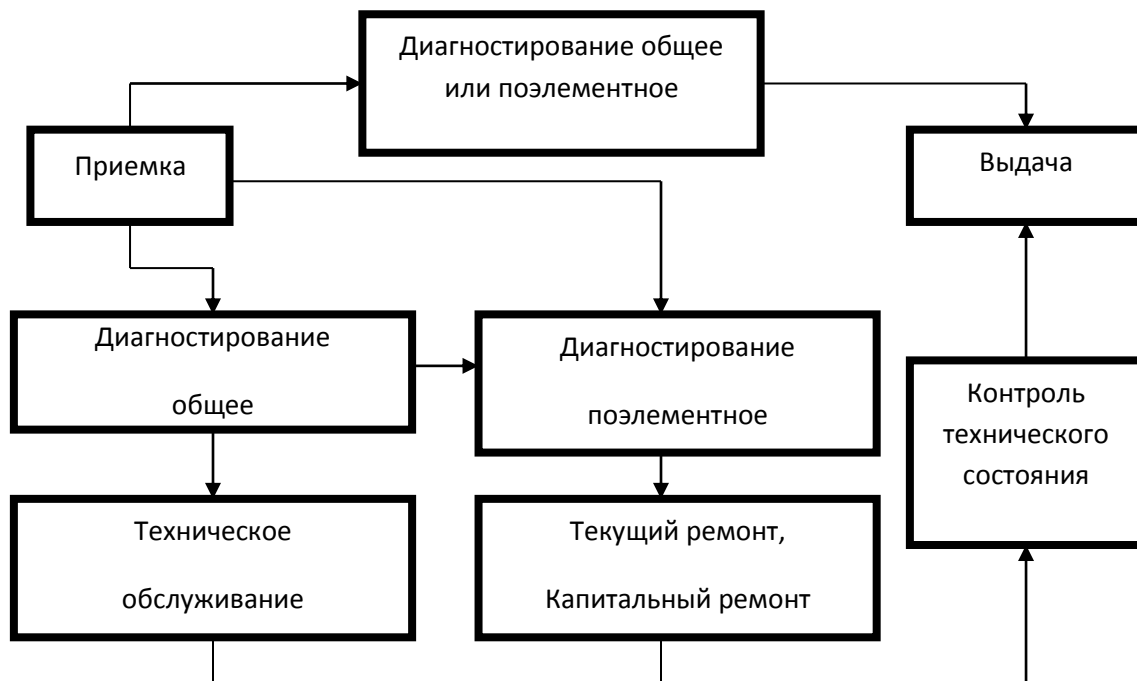 Диагностирование общее
или поэлементное
Приемка
Выдача
Диагностирование
общее
Диагностирование
поэлементное
Контроль
технического
состояния
Техническое
обслуживание
Текущий ремонт,
Капитальный ремонт